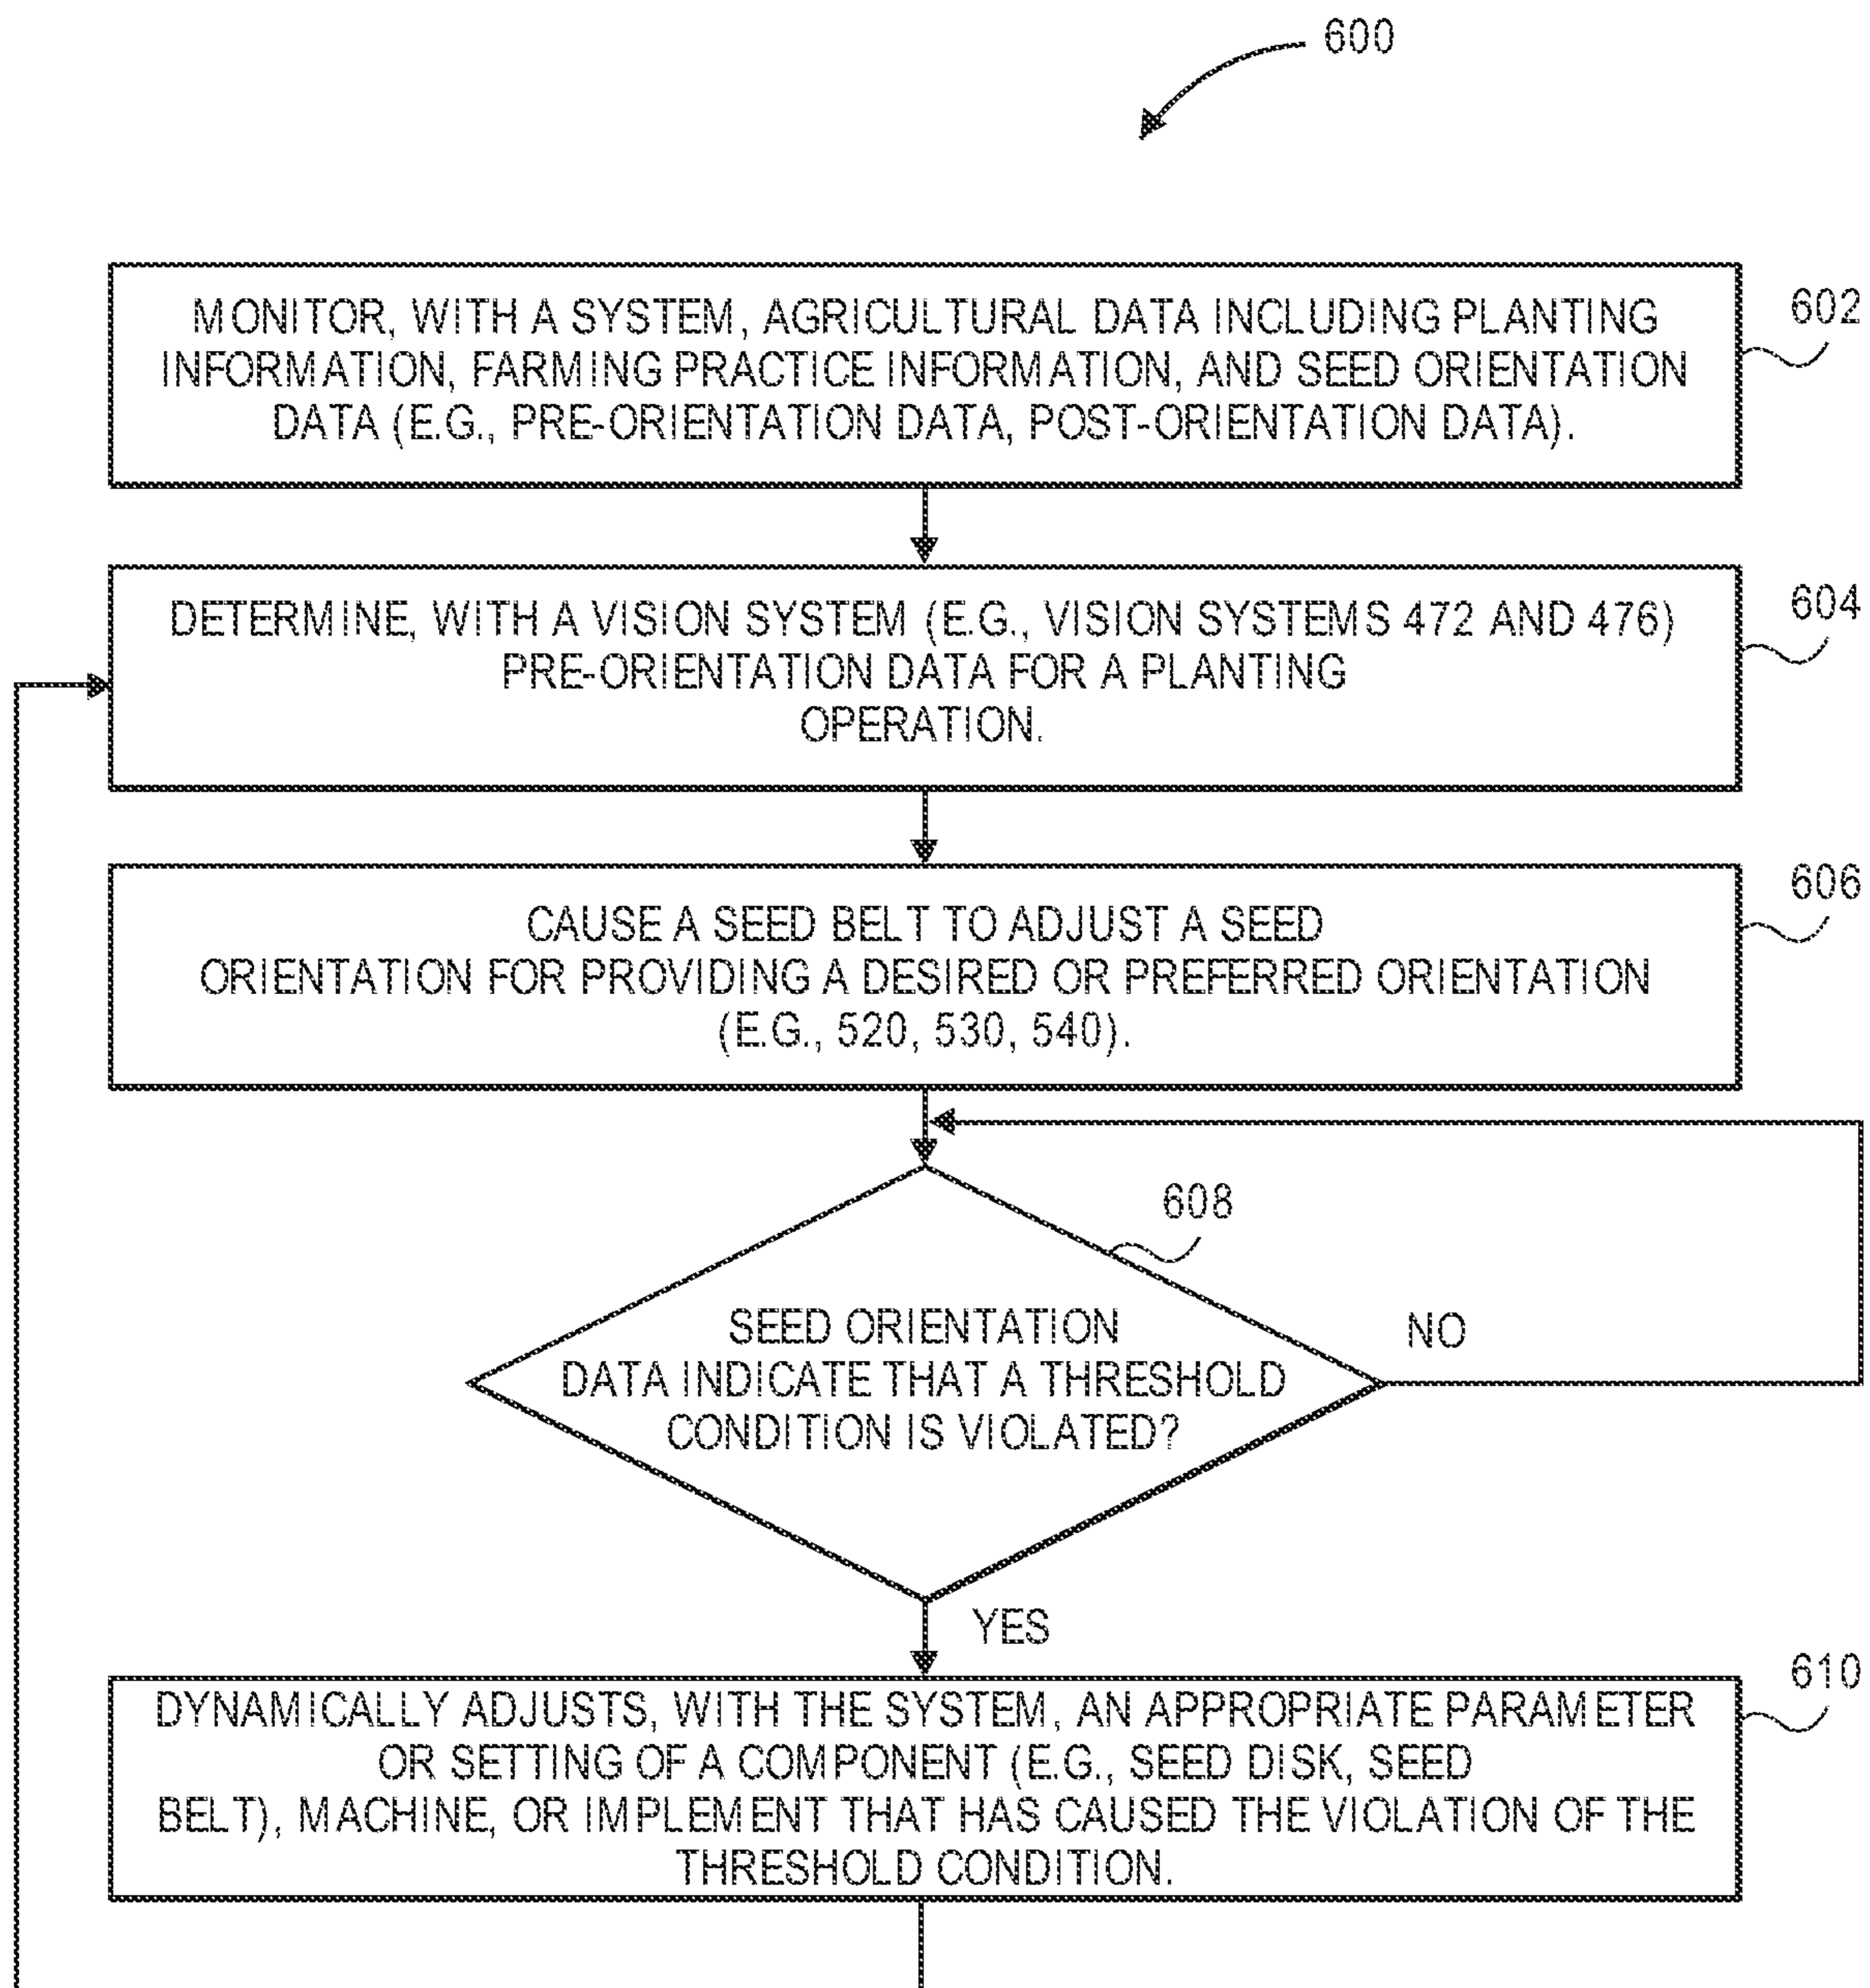 600
MONITOR, WITH A SYSTEM, AGRICULTURAL DATA INCLUDING PLANTING
INFORMATION, FARMING PRACTICE INFORMATION, AND SEED ORIENTATION
DATA (E.G., PRE-ORIENTATION DATA, POST-ORIENTATION DATA).
602
DETERMINE, WITH A VISION SYSTEM (E.G., VISION SYSTEMS 472 AND 476)
PRE-ORIENTATION DATA FOR A PLANTING
OPERATION.
604
CAUSE A SEED BELT TO ADJUST A SEED
ORIENTATION FOR PROVIDING A DESIRED OR PREFERRED ORIENTATION
(E.G., 520, 530, 540).
606
608
SEED ORIENTATION
DATA INDICATE THAT A THRESHOLD
CONDITION IS VIOLATED?
NO
YES
DYNAMICALLY ADJUSTS, WITH THE SYSTEM, AN APPROPRIATE PARAMETER
OR SETTING OF A COMPONENT (E.G., SEED DISK, SEED
BELT), MACHINE, OR IMPLEMENT THAT HAS CAUSED THE VIOLATION OF THE
THRESHOLD CONDITION.
610